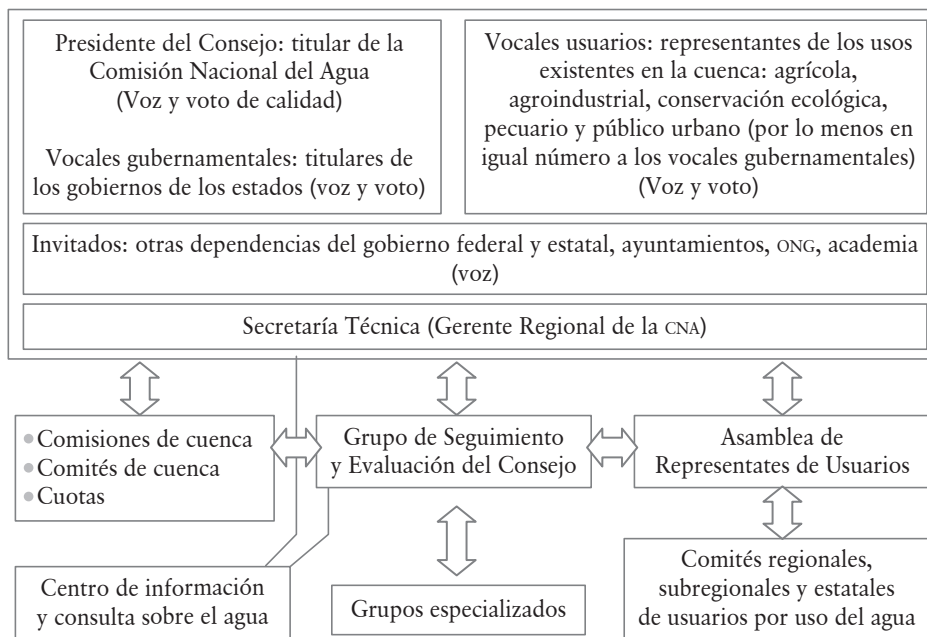 Presidente del Consejo: titular de la
Comisión Nacional del Agua
(Voz y voto de calidad)
Vocales gubernamentales: titulares de
los gobiernos de los estados (voz y voto)
Vocales usuarios: representantes de los usos
existentes en la cuenca: agrícola,
agroindustrial, conservación ecológica,
pecuario y público urbano (por lo menos en
igual número a los vocales gubernamentales)
(Voz y voto)
Invitados: otras dependencias del gobierno federal y estatal, ayuntamientos, ONG, academia
(voz)
Secretaría Técnica (Gerente Regional de la CNA)
Comisiones de cuenca
Comités de cuenca
Cuotas
Grupo de Seguimiento
y Evaluación del Consejo
Asamblea de
Representates de Usuarios
Centro de información
y consulta sobre el agua
Grupos especializados
Comités regionales,
subregionales y estatales
de usuarios por uso del agua